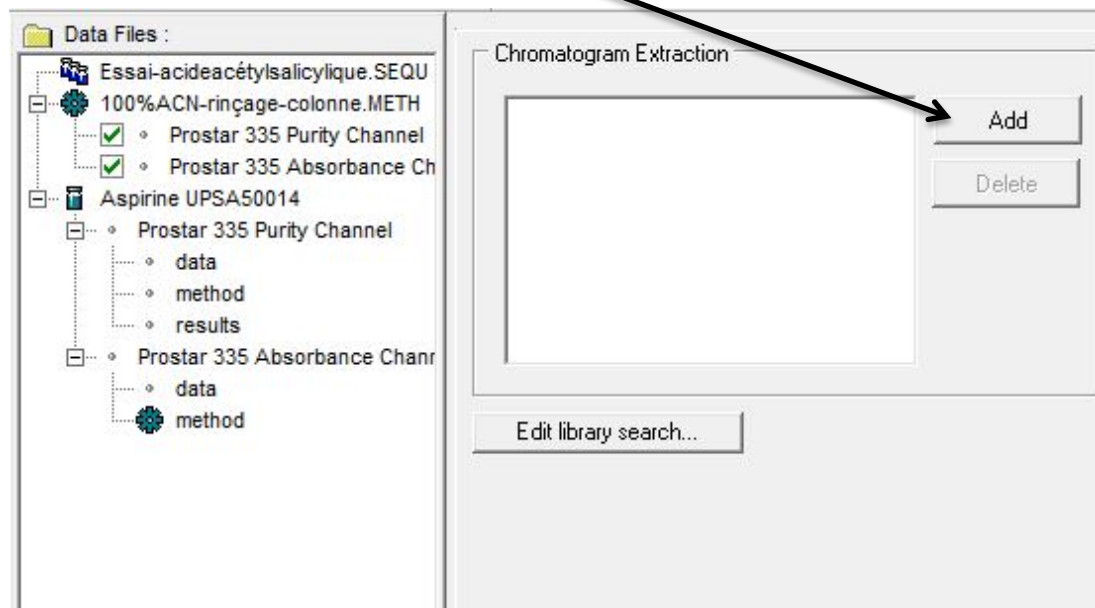 Data Files :
Essai-acideacétylsalicylique.SEQU
100%ACN-rinçage-colonne.METH
Prostar 335 Purity Channel
Prostar 335 Absorbance Ch
Aspirine UPSA50014
Prostar 335 Purity Channel
data
method
results
Prostar 335 Absorbance Chann
data
method
Chromatogram Extraction
Add
Delete
Edit library search...